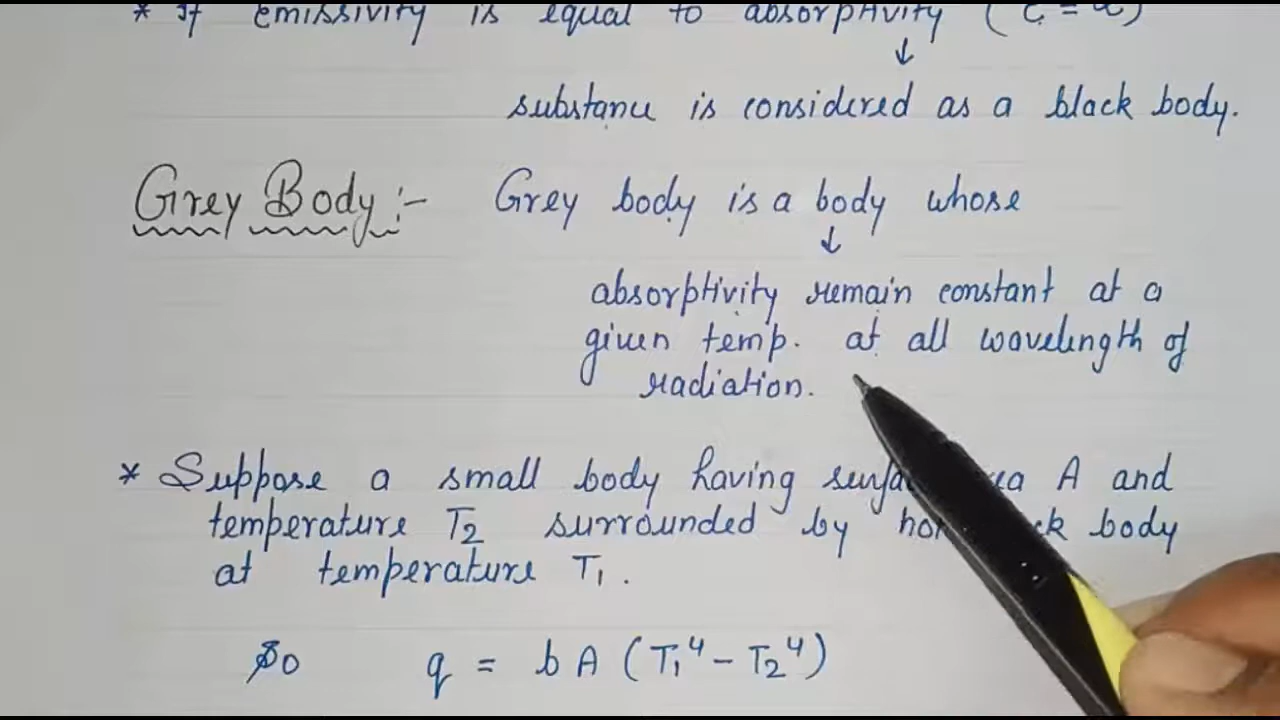 * If emissivity is equal to absorptivity ( = α)
substance is considered as a black body.
Grey Body :- Grey body is a body whose
absorptivity remain constant at a
given temp. at all wavelength of
radiation.
* Suppose a small body having A and
temperature T₂ surrounded by body
at temperature T₁.
So q = bA (T₁⁴ - T₂⁴)